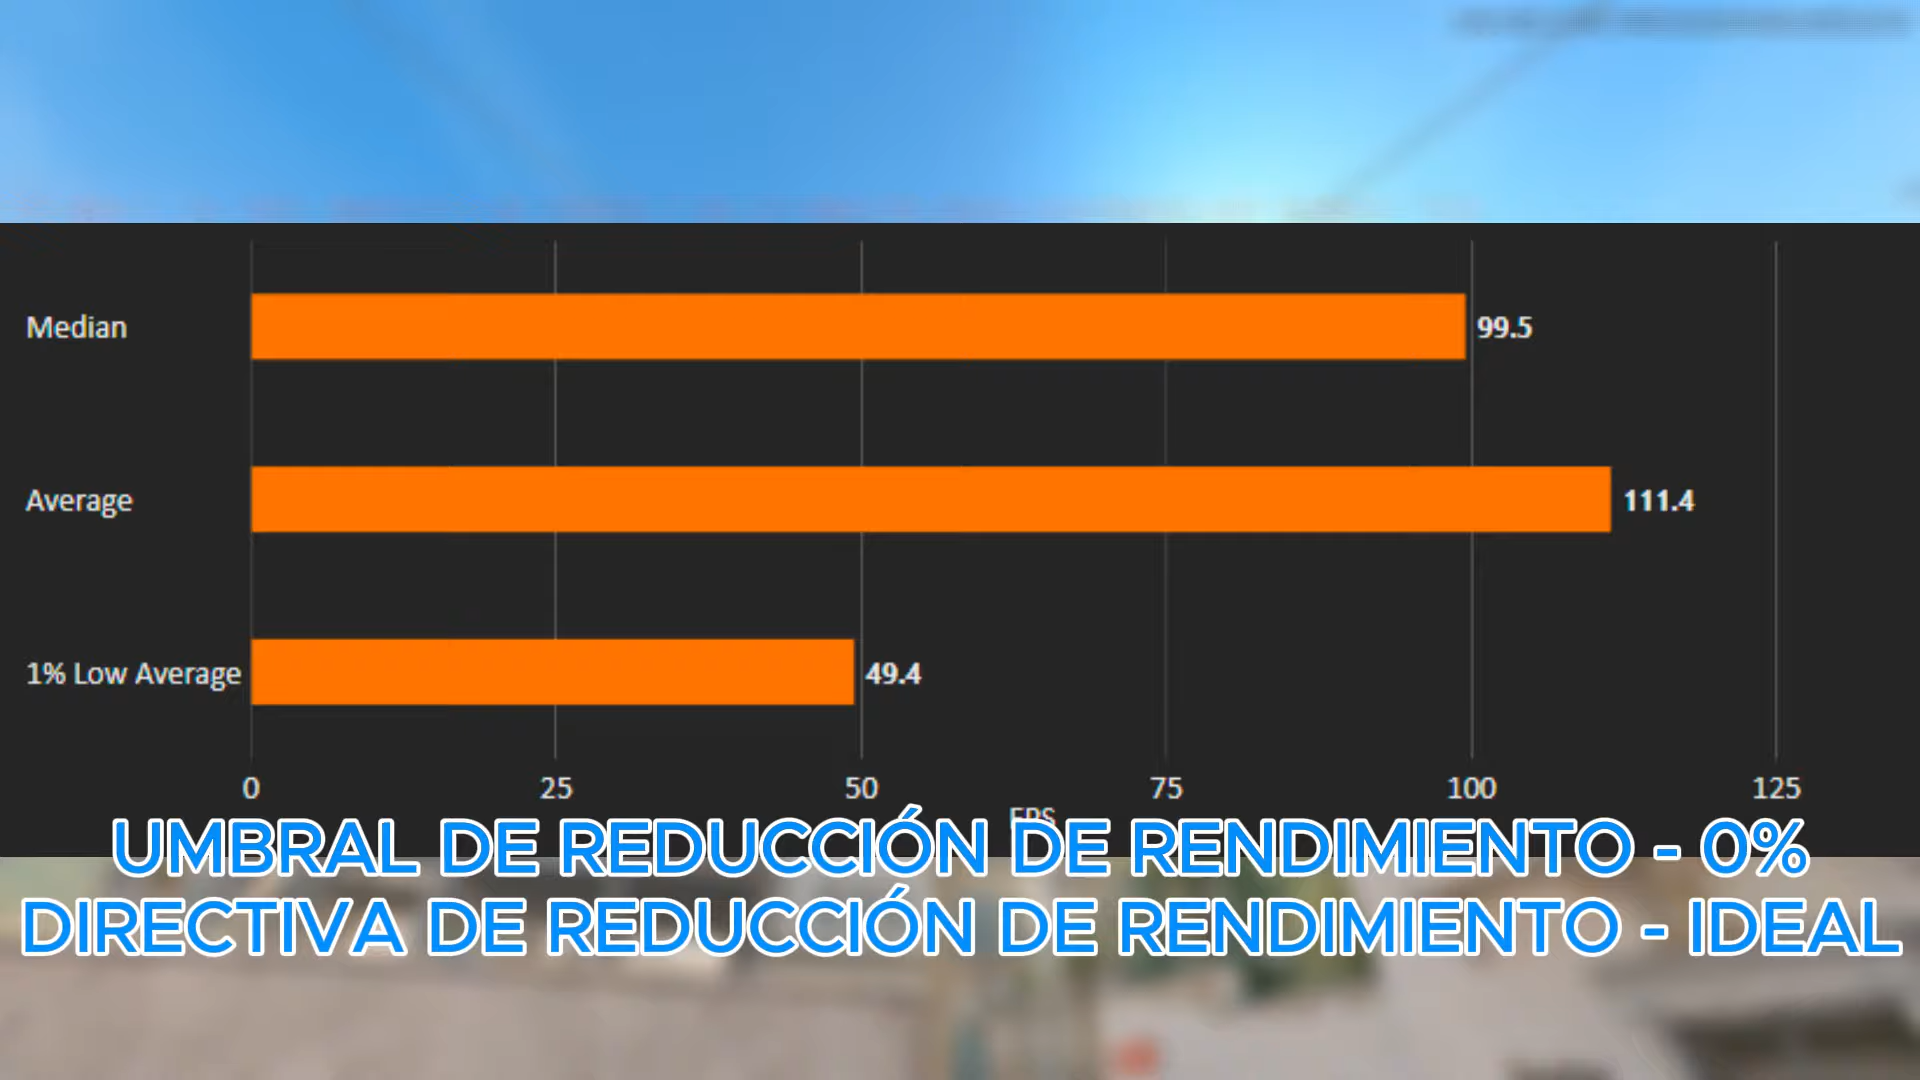 Median 99.5
Average 111.4
1% Low Average 49.4
0 25 50 75 100 125
FPS
UMBRAL DE REDUCCIÓN DE RENDIMIENTO - 0%
DIRECTIVA DE REDUCCIÓN DE RENDIMIENTO - IDEAL